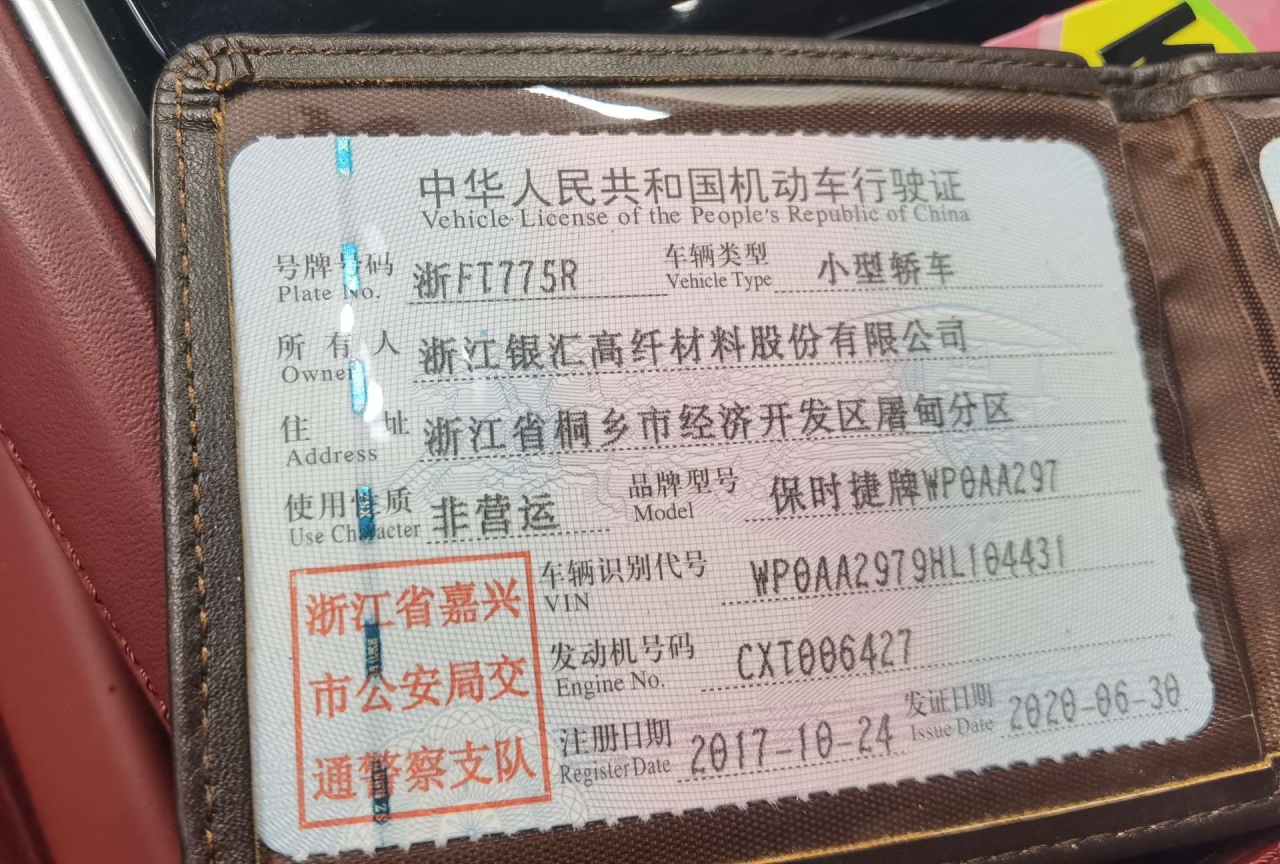 中华人民共和国机动车行驶证
Vehicle License of the People's Republic of China
号牌号码 浙FT775R 车辆类型 小型轿车
Plate No. Vehicle Type
所有人 浙江银汇高纤材料股份有限公司
Owner
住址 浙江省桐乡市经济开发区屠甸分区
Address
使用性质 非营运 品牌型号 保时捷牌WP0AA297
Use Character Model
车辆识别代号 WP0AA2979HL104431
VIN
发动机号码 CXT006427
Engine No.
注册日期 2017-10-24 发证日期 2020-06-30
Register Date Issue Date
浙江省嘉兴
市公安局交
通警察支队